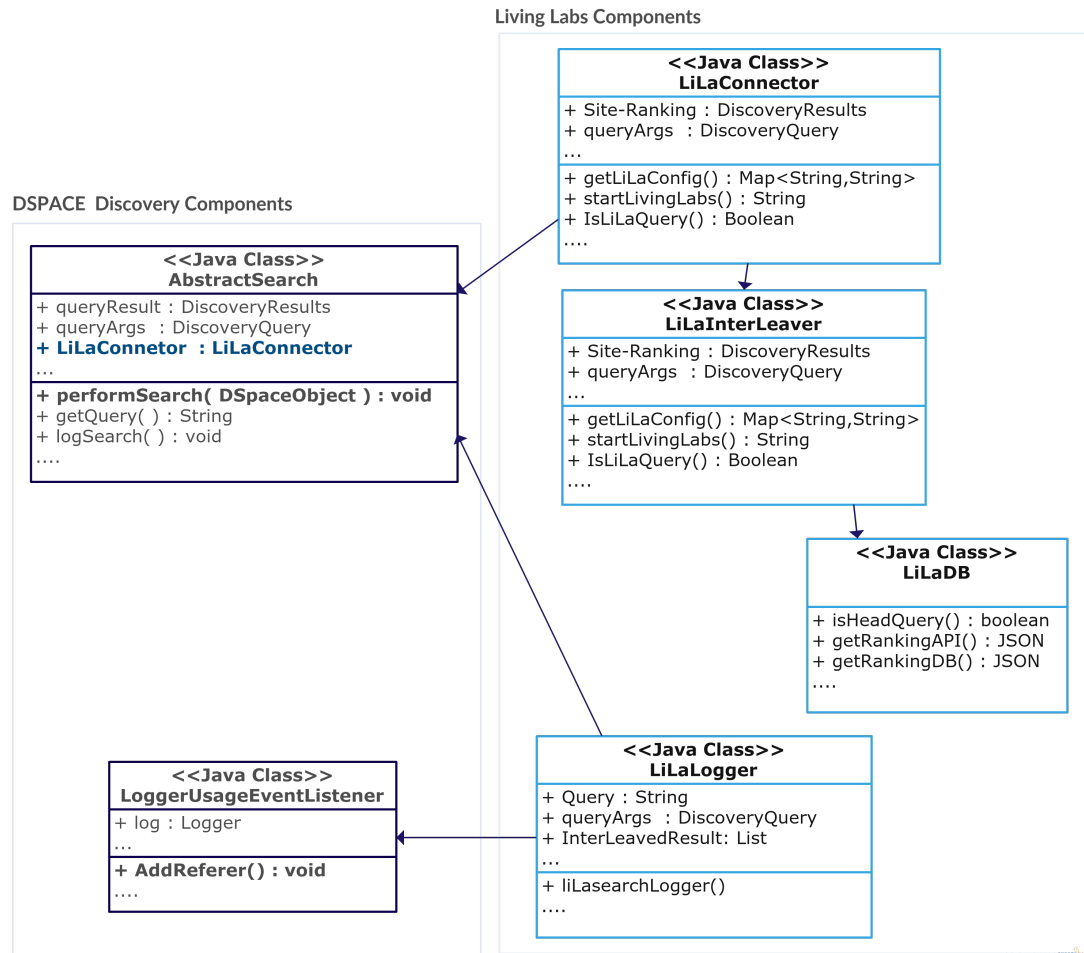 Living Labs Components
<<Java Class>>
LiLaConnector
+ Site-Ranking : DiscoveryResults
+ queryArgs  : DiscoveryQuery
...
+ getLiLaConfig() : Map<String,String>
+ startLivingLabs() : String
+ IsLiLaQuery() : Boolean
....
DSPACE  Discovery Components
<<Java Class>>
AbstractSearch
+ queryResult : DiscoveryResults
+ queryArgs  : DiscoveryQuery
+ LiLaConnetor  : LiLaConnector
...
+ performSearch( DSpaceObject ) : void
+ getQuery( ) : String
+ logSearch( ) : void
....
<<Java Class>>
LiLaInterLeaver
+ Site-Ranking : DiscoveryResults
+ queryArgs  : DiscoveryQuery
...
+ getLiLaConfig() : Map<String,String>
+ startLivingLabs() : String
+ IsLiLaQuery() : Boolean
....
<<Java Class>>
LiLaDB
+ isHeadQuery() : boolean
+ getRankingAPI() : JSON
+ getRankingDB() : JSON
....
<<Java Class>>
LiLaLogger
+ Query : String
+ queryArgs  : DiscoveryQuery
+ InterLeavedResult: List
...
+ liLasearchLogger()
....
<<Java Class>>
LoggerUsageEventListener
+ log : Logger
...
+ AddReferer() : void
....